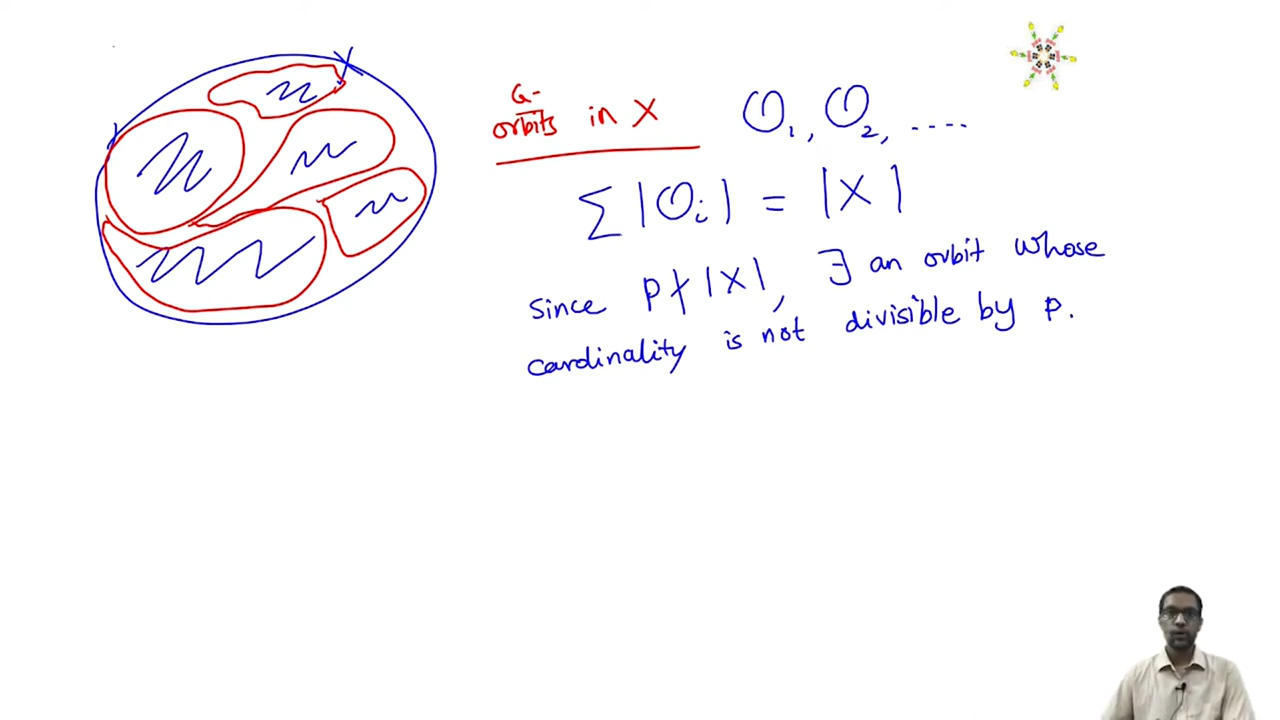 X
G-
orbits in X O₁, O₂, ....
∑ |Oᵢ| = |X|
since p ∤ |X|, ∃ an orbit whose
cardinality is not divisible by p.